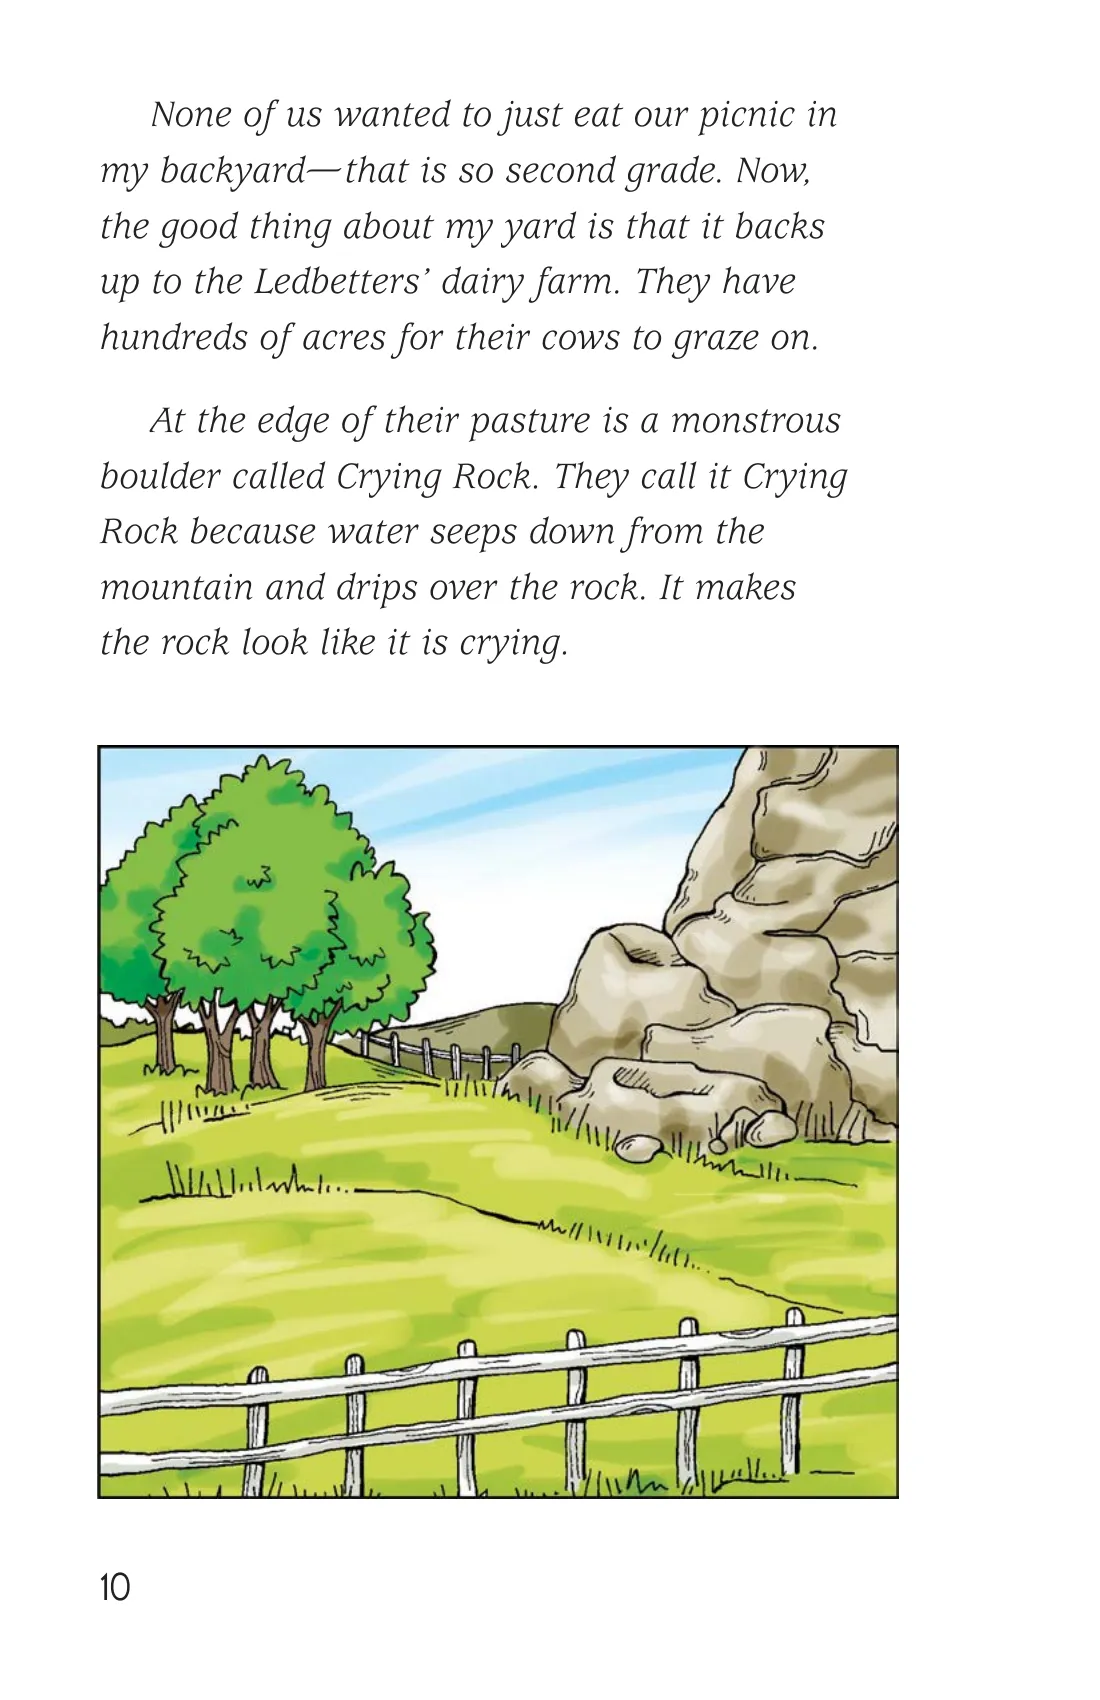 None of us wanted to just eat our picnic in
my backyard—that is so second grade. Now,
the good thing about my yard is that it backs
up to the Ledbetters’ dairy farm. They have
hundreds of acres for their cows to graze on.
At the edge of their pasture is a monstrous
boulder called Crying Rock. They call it Crying
Rock because water seeps down from the
mountain and drips over the rock. It makes
the rock look like it is crying.
10